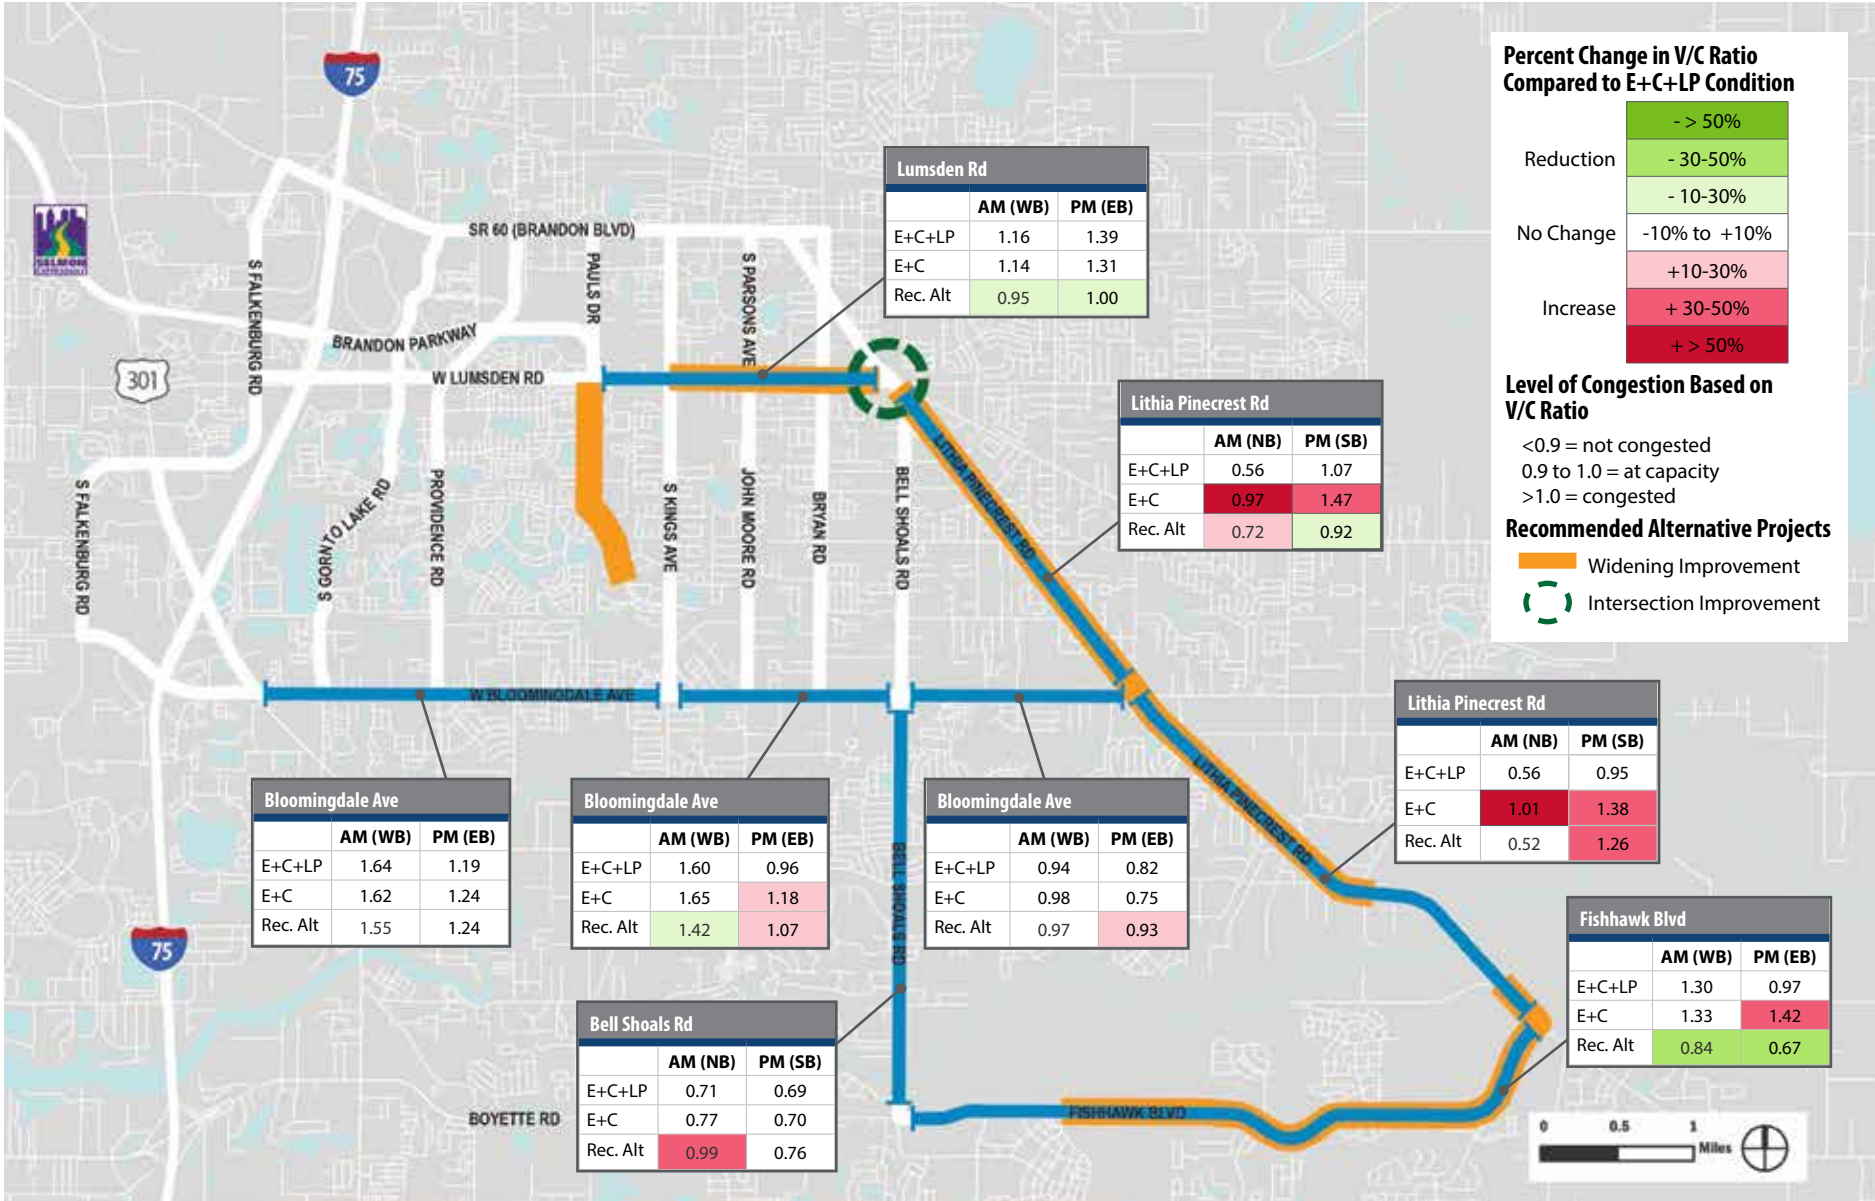 75
SELMON
SR 60 (BRANDON BLVD)
S FALKENBURG RD
PAULS DR
S PARSONS AVE
BRANDON PARKWAY
301
W LUMSDEN RD
S FALKENBURG RD
S GORNTO LAKE RD
PROVIDENCE RD
S KINGS AVE
JOHN MOORE RD
BRYAN RD
BELL SHOALS RD
LITHIA PINECREST RD
W BLOOMINGDALE AVE
LITHIA PINECREST RD
BELL SHOALS RD
75
BOYETTE RD
FISHHAWK BLVD
Lumsden Rd
AM (WB) PM (EB)
E+C+LP 1.16 1.39
E+C 1.14 1.31
Rec. Alt 0.95 1.00
Lithia Pinecrest Rd
AM (NB) PM (SB)
E+C+LP 0.56 1.07
E+C 0.97 1.47
Rec. Alt 0.72 0.92
Lithia Pinecrest Rd
AM (NB) PM (SB)
E+C+LP 0.56 0.95
E+C 1.01 1.38
Rec. Alt 0.52 1.26
Bloomingdale Ave
AM (WB) PM (EB)
E+C+LP 1.64 1.19
E+C 1.62 1.24
Rec. Alt 1.55 1.24
Bloomingdale Ave
AM (WB) PM (EB)
E+C+LP 1.60 0.96
E+C 1.65 1.18
Rec. Alt 1.42 1.07
Bloomingdale Ave
AM (WB) PM (EB)
E+C+LP 0.94 0.82
E+C 0.98 0.75
Rec. Alt 0.97 0.93
Fishhawk Blvd
AM (WB) PM (EB)
E+C+LP 1.30 0.97
E+C 1.33 1.42
Rec. Alt 0.84 0.67
Bell Shoals Rd
AM (NB) PM (SB)
E+C+LP 0.71 0.69
E+C 0.77 0.70
Rec. Alt 0.99 0.76
Percent Change in V/C Ratio
Compared to E+C+LP Condition
- > 50%
Reduction - 30-50%
- 10-30%
No Change -10% to +10%
+10-30%
Increase + 30-50%
+ > 50%
Level of Congestion Based on
V/C Ratio
<0.9 = not congested
0.9 to 1.0 = at capacity
>1.0 = congested
Recommended Alternative Projects
Widening Improvement
Intersection Improvement
0 0.5 1
Miles